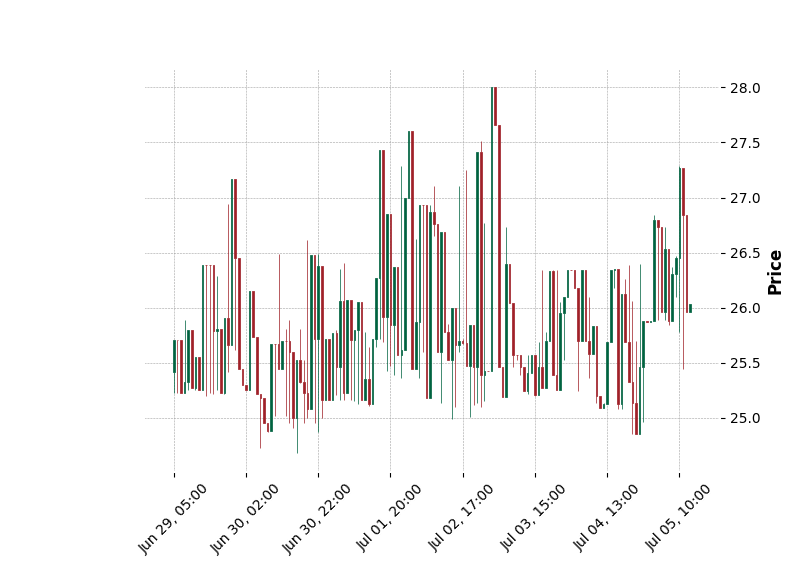 28.0
27.5
27.0
26.5
26.0
25.5
25.0
Price
Jun 29, 05:00
Jun 30, 02:00
Jun 30, 22:00
Jul 01, 20:00
Jul 02, 17:00
Jul 03, 15:00
Jul 04, 13:00
Jul 05, 10:00